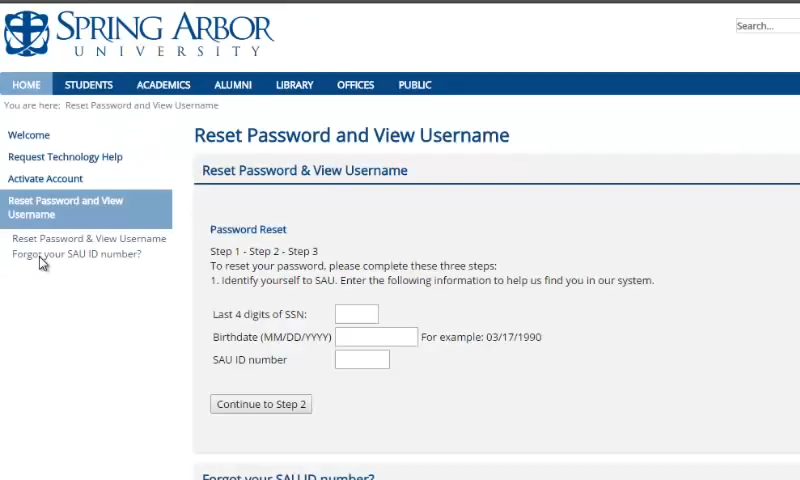 SPRING ARBOR
UNIVERSITY
Search...
HOME STUDENTS ACADEMICS ALUMNI LIBRARY OFFICES PUBLIC
You are here: Reset Password and View Username
Welcome
Request Technology Help
Activate Account
Reset Password and View
Username
Reset Password & View Username
Forgot your SAU ID number?
Reset Password and View Username
Reset Password & View Username
Password Reset
Step 1 - Step 2 - Step 3
To reset your password, please complete these three steps:
1. Identify yourself to SAU. Enter the following information to help us find you in our system.
Last 4 digits of SSN:
Birthdate (MM/DD/YYYY) For example: 03/17/1990
SAU ID number
Continue to Step 2
Forgot your SAU ID number?